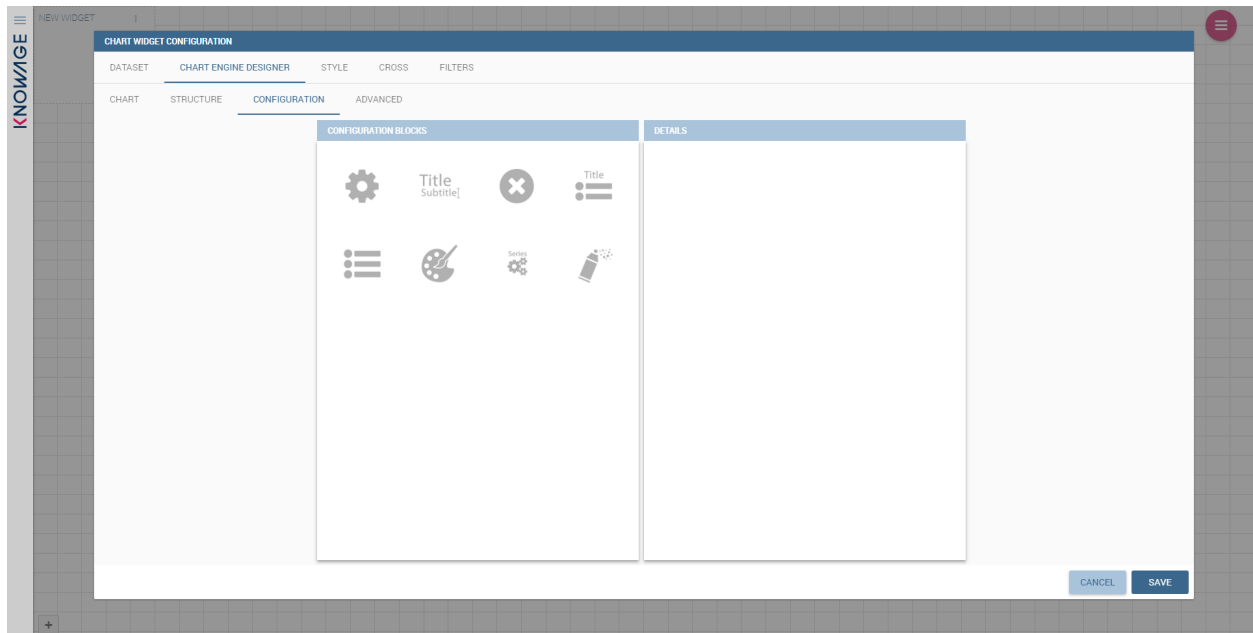 NEW WIDGET
KNOWAGE
CHART WIDGET CONFIGURATION
DATASET CHART ENGINE DESIGNER STYLE CROSS FILTERS
CHART STRUCTURE CONFIGURATION ADVANCED
CONFIGURATION BLOCKS DETAILS
Title
Subtitle
Title
Series
CANCEL SAVE
+